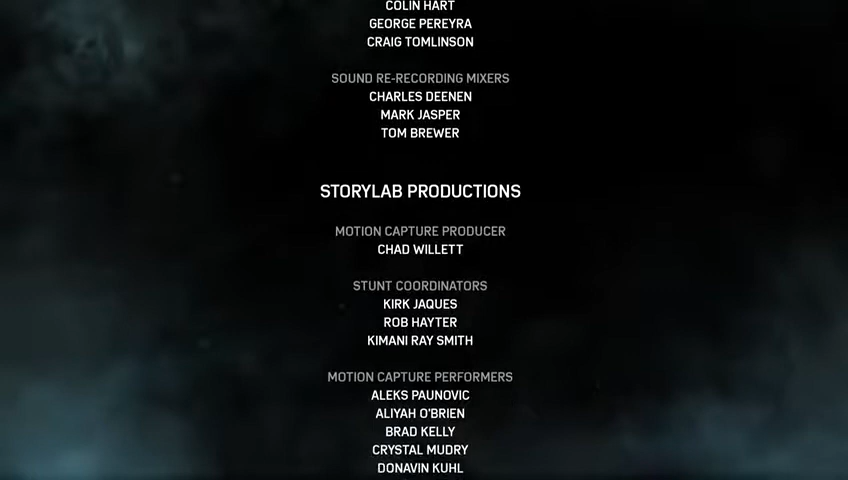 COLIN HART
GEORGE PEREYRA
CRAIG TOMLINSON
SOUND RE-RECORDING MIXERS
CHARLES DEENEN
MARK JASPER
TOM BREWER
STORYLAB PRODUCTIONS
MOTION CAPTURE PRODUCER
CHAD WILLETT
STUNT COORDINATORS
KIRK JAQUES
ROB HAYTER
KIMANI RAY SMITH
MOTION CAPTURE PERFORMERS
ALEKS PAUNOVIC
ALIYAH O'BRIEN
BRAD KELLY
CRYSTAL MUDRY
DONAVIN KUHL